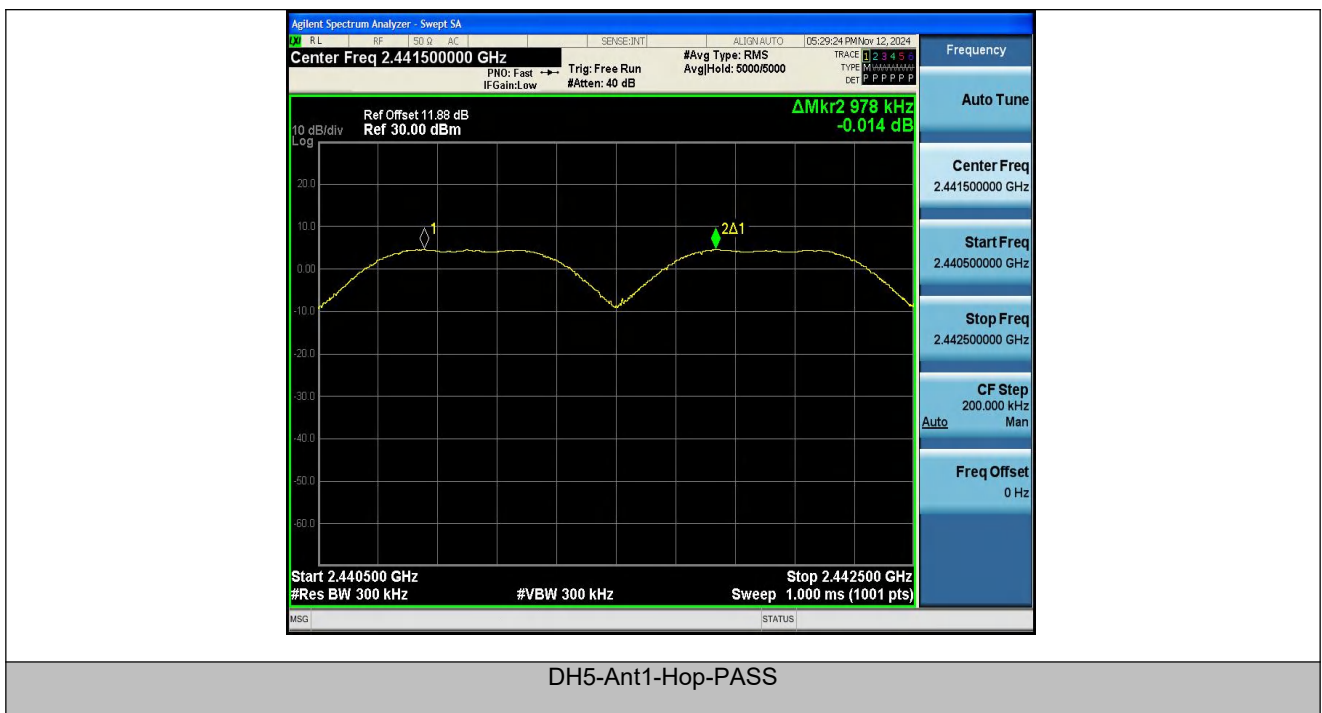 Agilent Spectrum Analyzer - Swept SA
LXI RL RF 50 Ω AC SENSE:INT ALIGN AUTO 05:29:24 PM Nov 12, 2024
Center Freq 2.441500000 GHz
PNO: Fast
IFGain:Low
Trig: Free Run
#Atten: 40 dB
#Avg Type: RMS
Avg|Hold: 5000/5000
TRACE 1 2 3 4 5 6
TYPE M
DET P P P P P P
Frequency
ΔMkr2 978 kHz
-0.014 dB
Ref Offset 11.88 dB
10 dB/div Ref 30.00 dBm
Log
20.0
10.0
0.00
-10.0
-20.0
-30.0
-40.0
-50.0
-60.0
1
2Δ1
Start 2.440500 GHz Stop 2.442500 GHz
#Res BW 300 kHz #VBW 300 kHz Sweep 1.000 ms (1001 pts)
MSG STATUS
Auto Tune
Center Freq
2.441500000 GHz
Start Freq
2.440500000 GHz
Stop Freq
2.442500000 GHz
CF Step
200.000 kHz
Auto Man
Freq Offset
0 Hz
DH5-Ant1-Hop-PASS